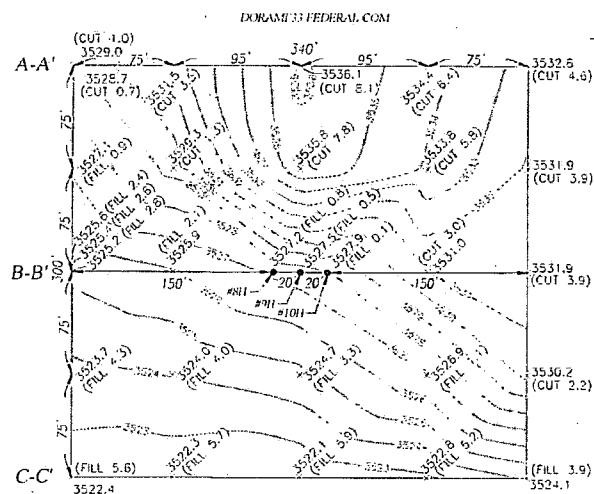 DORAMI 33 FEDERAL COM
(CUT 1.0)
3529.0
A-A'
75'
95'
340'
95'
75'
3532.6
(CUT 4.6)
3528.7
(CUT 0.7)
3531.5
3536.1
(CUT 8.1)
3534.4
(CUT 6.4)
75'
3527.1
(FILL 0.9)
3529.3
3535.8
(CUT 7.8)
3533.8
(CUT 5.8)
3531.9
(CUT 3.9)
75'
3525.6 (FILL 2.4)
3525.4 (FILL 2.6)
3525.2 (FILL 2.8)
(FILL 2.1)
3525.9
3527.2 (FILL 0.8)
3527.5 (FILL 0.5)
3527.9
(FILL 0.1)
(CUT 3.0)
3531.0
B-B'
300'
150'
20'
20'
150'
3531.9
(CUT 3.9)
#8H
#9H
#10H
75'
3523.7
(FILL 4.3)
3524.0
(FILL 4.0)
3524.7
(FILL 3.3)
3526.9
3530.2
(CUT 2.2)
75'
3522.3
(FILL 5.7)
3522.1
(FILL 5.9)
3522.8
(FILL 5.2)
C-C'
(FILL 5.6)
3522.4
(FILL 3.9)
3524.1